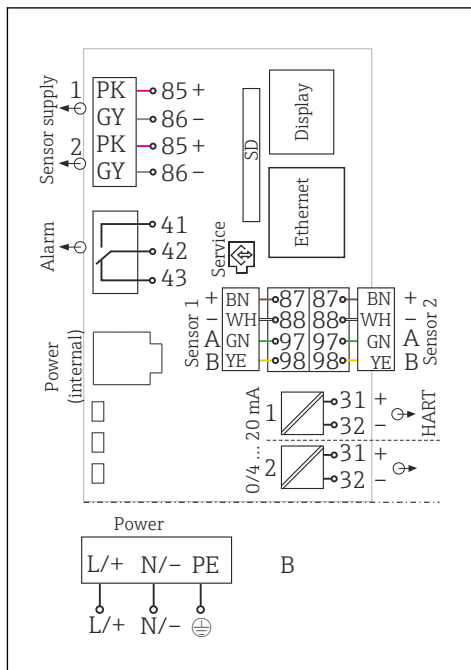 Sensor supply
1
PK
85 +
GY
86 −
2
PK
85 +
GY
86 −
Alarm
41
42
43
Power
(internal)
SD
Display
Ethernet
Service
Sensor 1
+ BN 87 87 BN +
− WH 88 88 WH −
A GN 97 97 GN A
B YE 98 98 YE B
Sensor 2
0/4 ... 20 mA
1
31 +
32 −
HART
2
31 +
32 −
Power
L/+ N/− PE
B
L/+ N/−